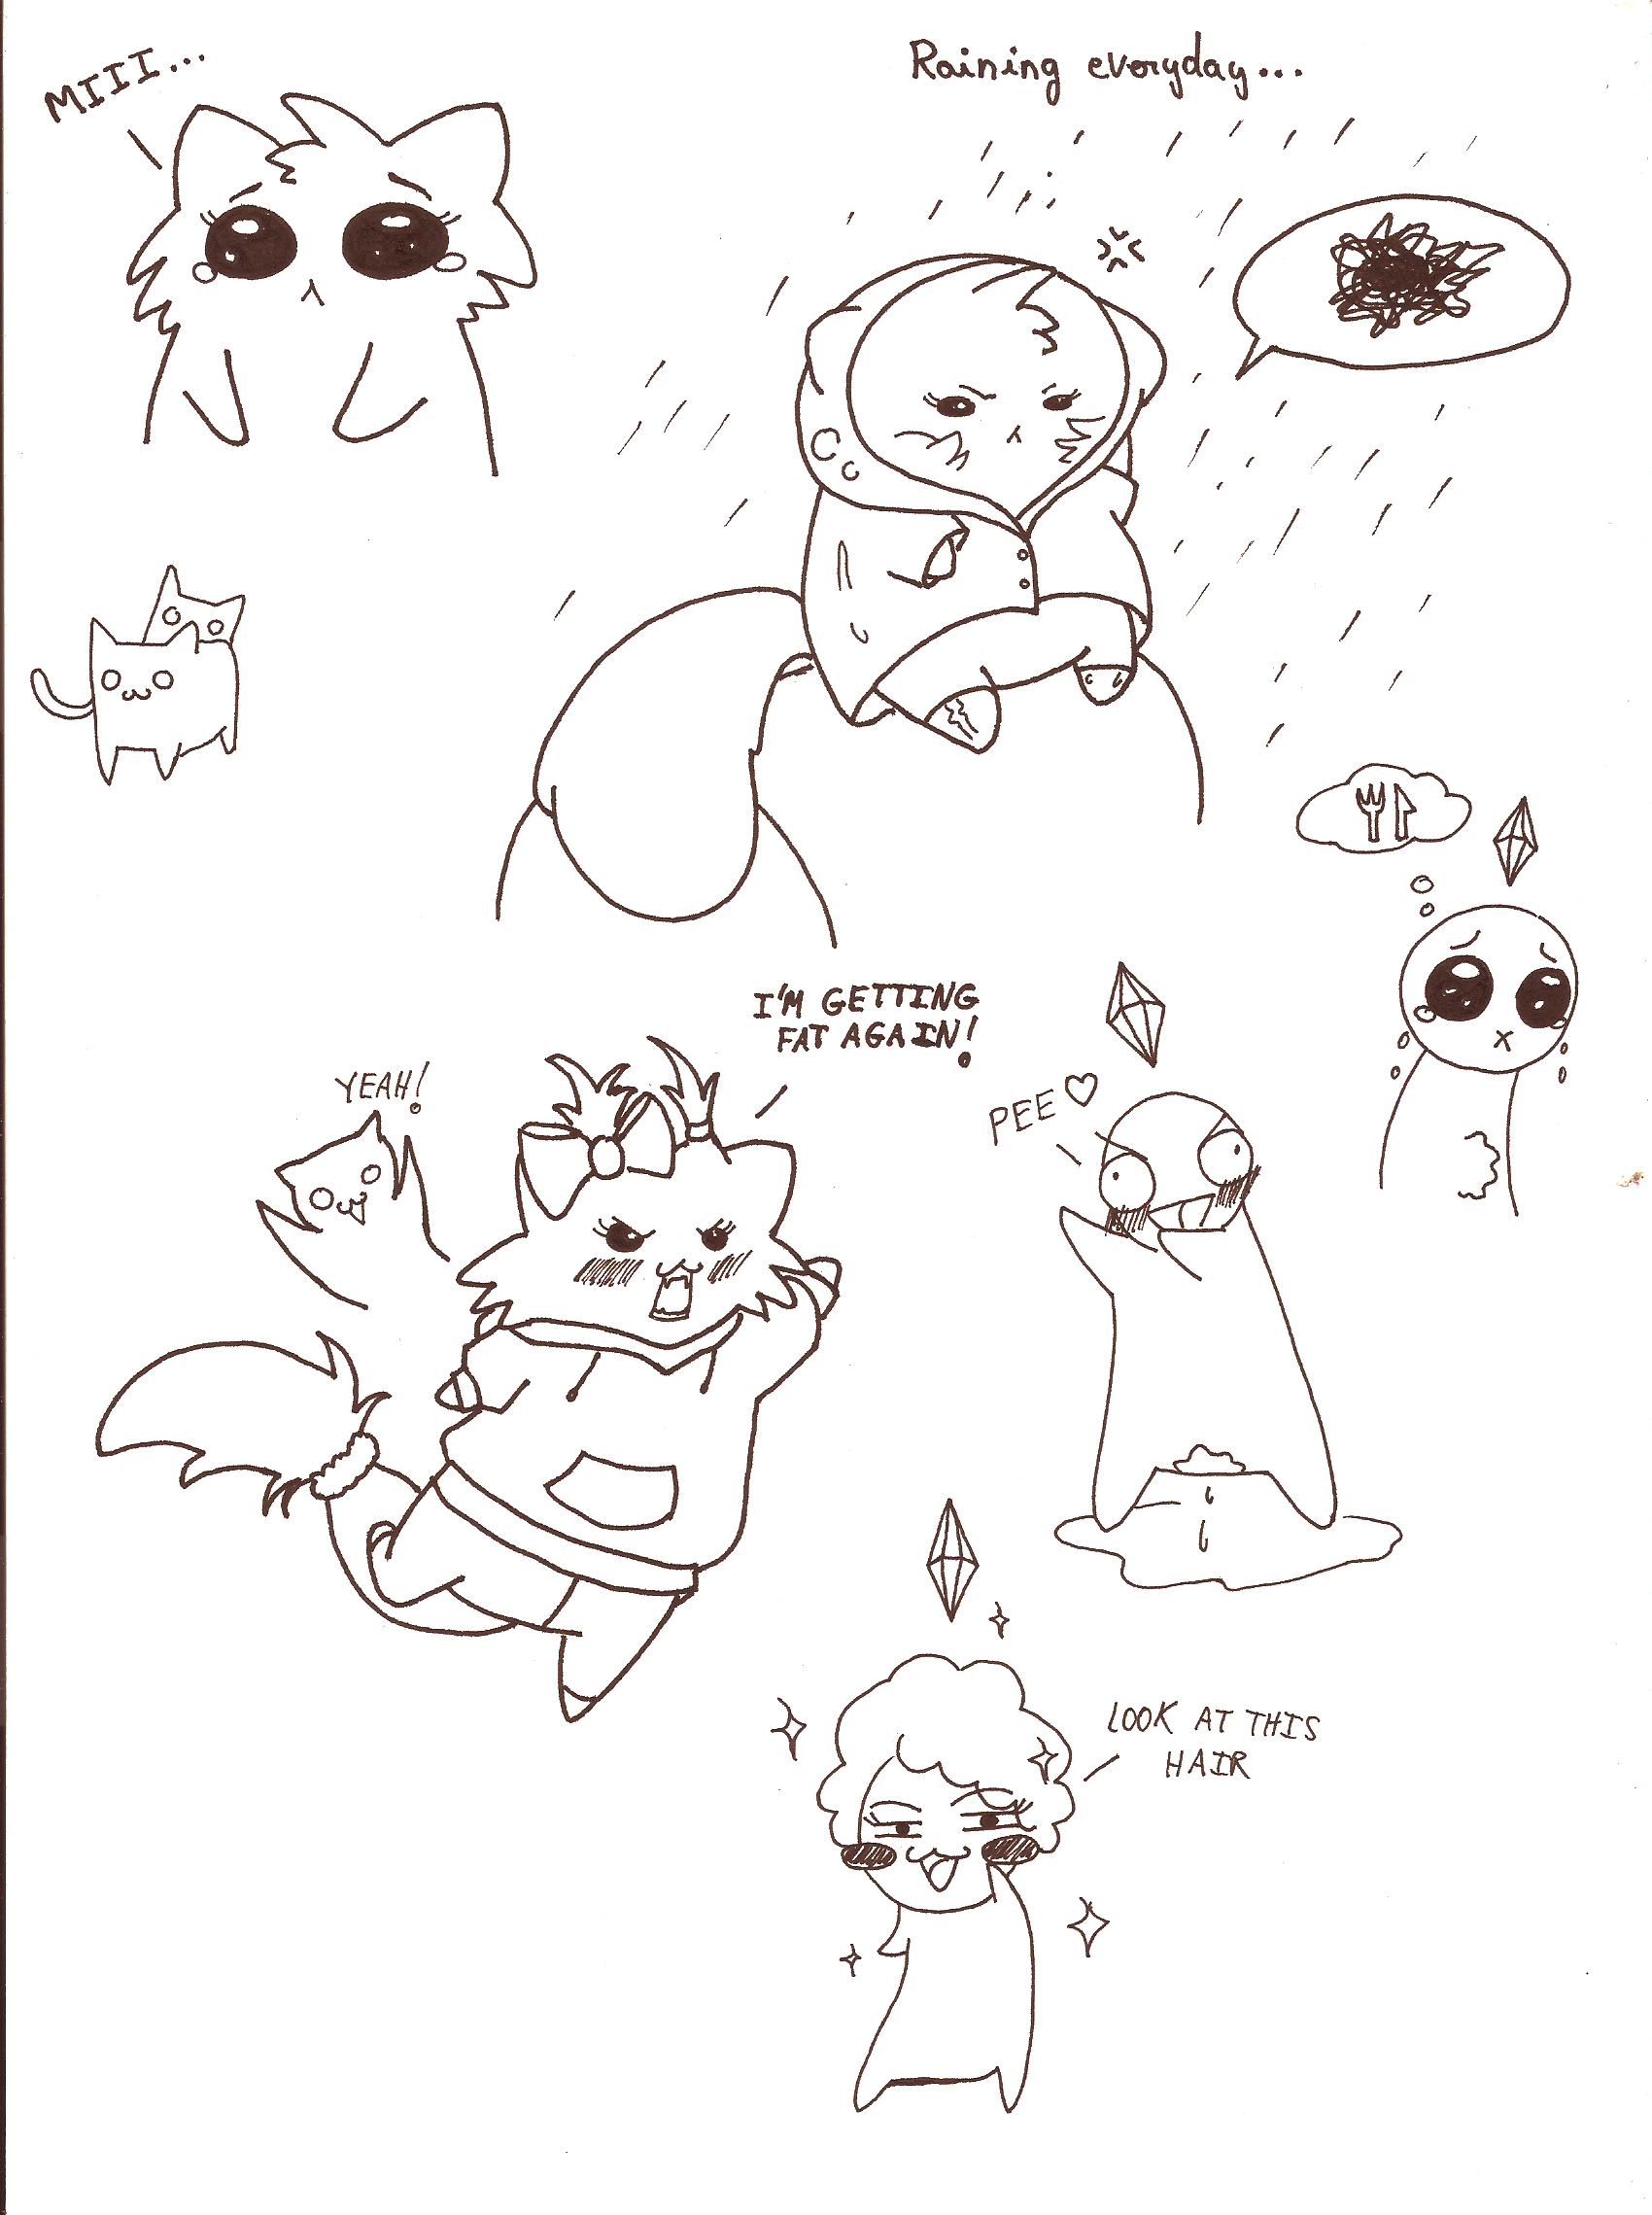 MIII...
Raining everyday...
I'M GETTING
FAT AGAIN!
YEAH!
PEE ♡
LOOK AT THIS
HAIR